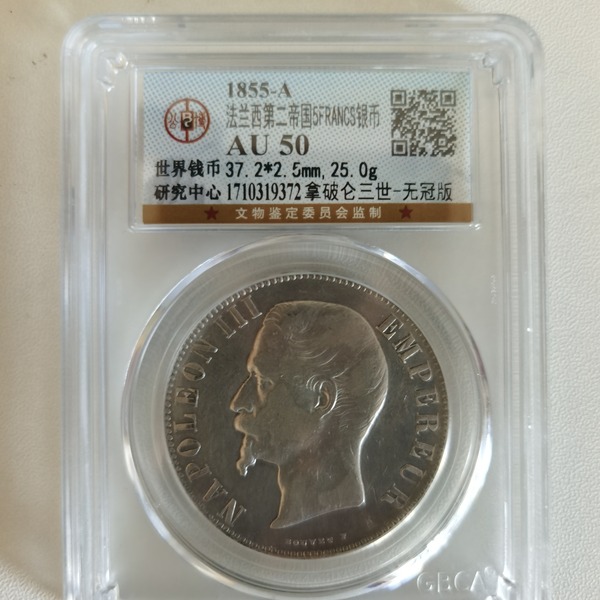 1855-A
法兰西第二帝国5FRANCS银币
AU 50
世界钱币 37.2*2.5mm, 25.0g
研究中心 1710319372 拿破仑三世-无冠版
★ 文物鉴定委员会监制 ★
NAPOLEON III EMPEREUR
GBCA